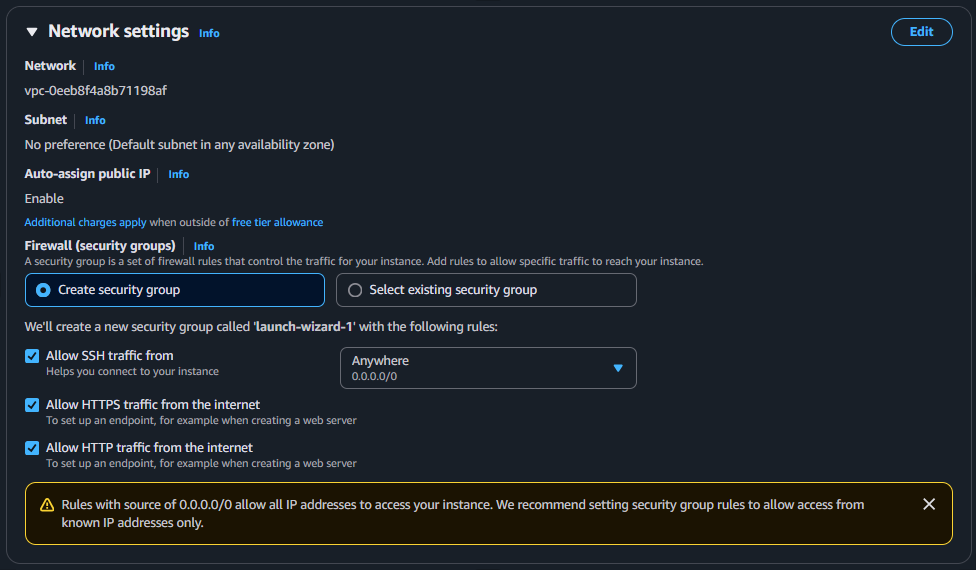 Network settings Info
Edit
Network Info
vpc-0eeb8f4a8b71198af
Subnet Info
No preference (Default subnet in any availability zone)
Auto-assign public IP Info
Enable
Additional charges apply when outside of free tier allowance
Firewall (security groups) Info
A security group is a set of firewall rules that control the traffic for your instance. Add rules to allow specific traffic to reach your instance.
Create security group
Select existing security group
We'll create a new security group called 'launch-wizard-1' with the following rules:
Allow SSH traffic from
Helps you connect to your instance
Anywhere
0.0.0.0/0
Allow HTTPS traffic from the internet
To set up an endpoint, for example when creating a web server
Allow HTTP traffic from the internet
To set up an endpoint, for example when creating a web server
Rules with source of 0.0.0.0/0 allow all IP addresses to access your instance. We recommend setting security group rules to allow access from
known IP addresses only.